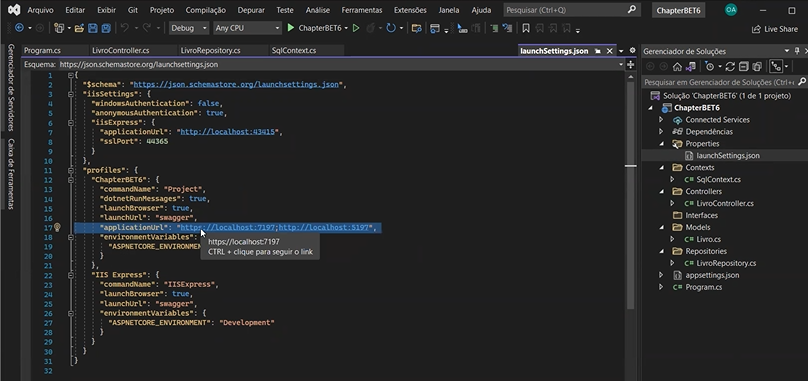 Arquivo Editar Exibir Git Projeto Compilação Depurar Teste Análise Ferramentas Extensões Janela Ajuda Pesquisar (Ctrl+Q) ChapterBET6 OA
Debug Any CPU ChapterBET6 Live Share
Program.cs LivroController.cs LivroRepository.cs SqlContext.cs launchSettings.json
Esquema: https://json.schemastore.org/launchsettings.json
Gerenciador de Servidores
Caixa de Ferramentas
1 {
2 "$schema": "https://json.schemastore.org/launchsettings.json",
3 "iisSettings": {
4 "windowsAuthentication": false,
5 "anonymousAuthentication": true,
6 "iisExpress": {
7 "applicationUrl": "http://localhost:43415",
8 "sslPort": 44365
9 }
10 },
11 "profiles": {
12 "ChapterBET6": {
13 "commandName": "Project",
14 "dotnetRunMessages": true,
15 "launchBrowser": true,
16 "launchUrl": "swagger",
17 "applicationUrl": "https://localhost:7197;http://localhost:5197",
18 "environmentVariables":
19 "ASPNETCORE_ENVIRONMENT
20 }
21 },
22 "IIS Express": {
23 "commandName": "IISExpress",
24 "launchBrowser": true,
25 "launchUrl": "swagger",
26 "environmentVariables": {
27 "ASPNETCORE_ENVIRONMENT": "Development"
28 }
29 }
30 }
31 }
32
https://localhost:7197
CTRL + clique para seguir o link
Gerenciador de Soluções
Pesquisar em Gerenciador de Soluções (Ctrl+
Solução 'ChapterBET6' (1 de 1 projeto)
ChapterBET6
Connected Services
Dependências
Properties
launchSettings.json
Contexts
C# SqlContext.cs
Controllers
C# LivroController.cs
Interfaces
Models
C# Livro.cs
Repositories
C# LivroRepository.cs
appsettings.json
C# Program.cs